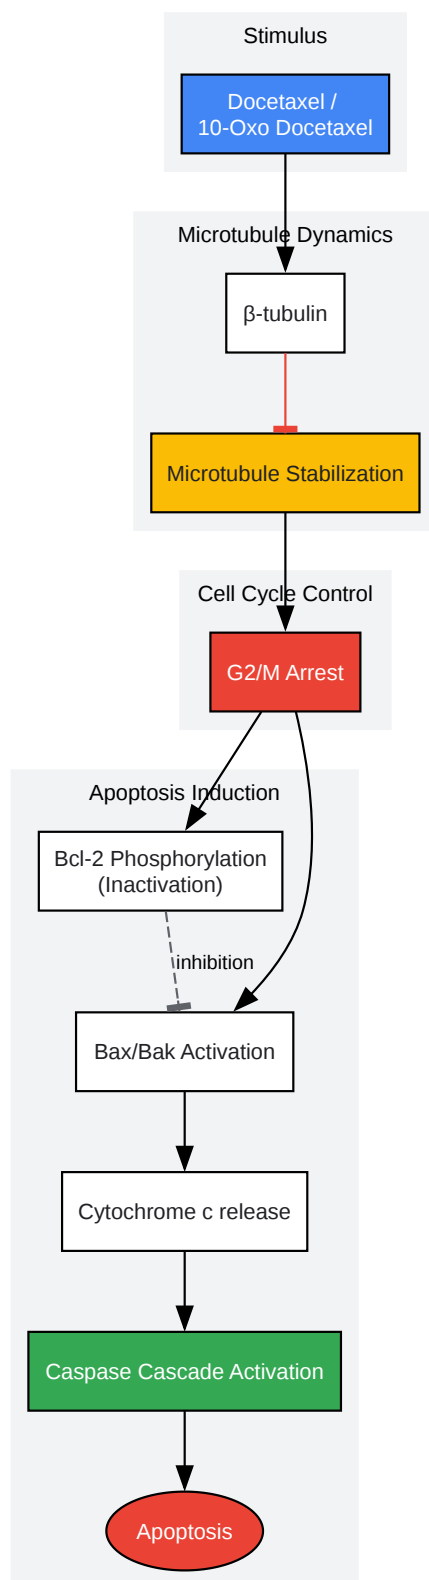 Stimulus
Docetaxel /
10-Oxo Docetaxel
Microtubule Dynamics
β-tubulin
Microtubule Stabilization
Cell Cycle Control
G2/M Arrest
Apoptosis Induction
Bcl-2 Phosphorylation
(Inactivation)
inhibition
Bax/Bak Activation
Cytochrome c release
Caspase Cascade Activation
Apoptosis